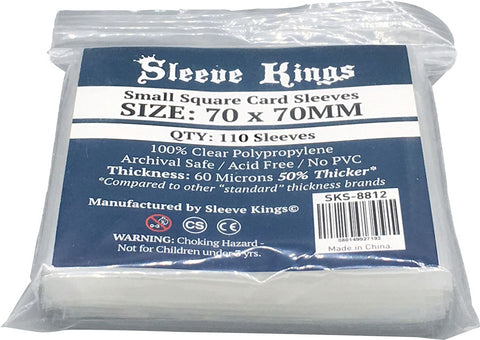 Sleeve Kings
Small Square Card Sleeves
SIZE: 70 x 70MM
QTY: 110 Sleeves
100% Clear Polypropylene
Archival Safe / Acid Free / No PVC
Thickness: 60 Microns 50% Thicker*
*Compared to other "standard" thickness brands
Manufactured by Sleeve Kings©
SKS-8812
Made in China.
CE
WARNING: Choking Hazard -
Not for Children under 3 yrs.